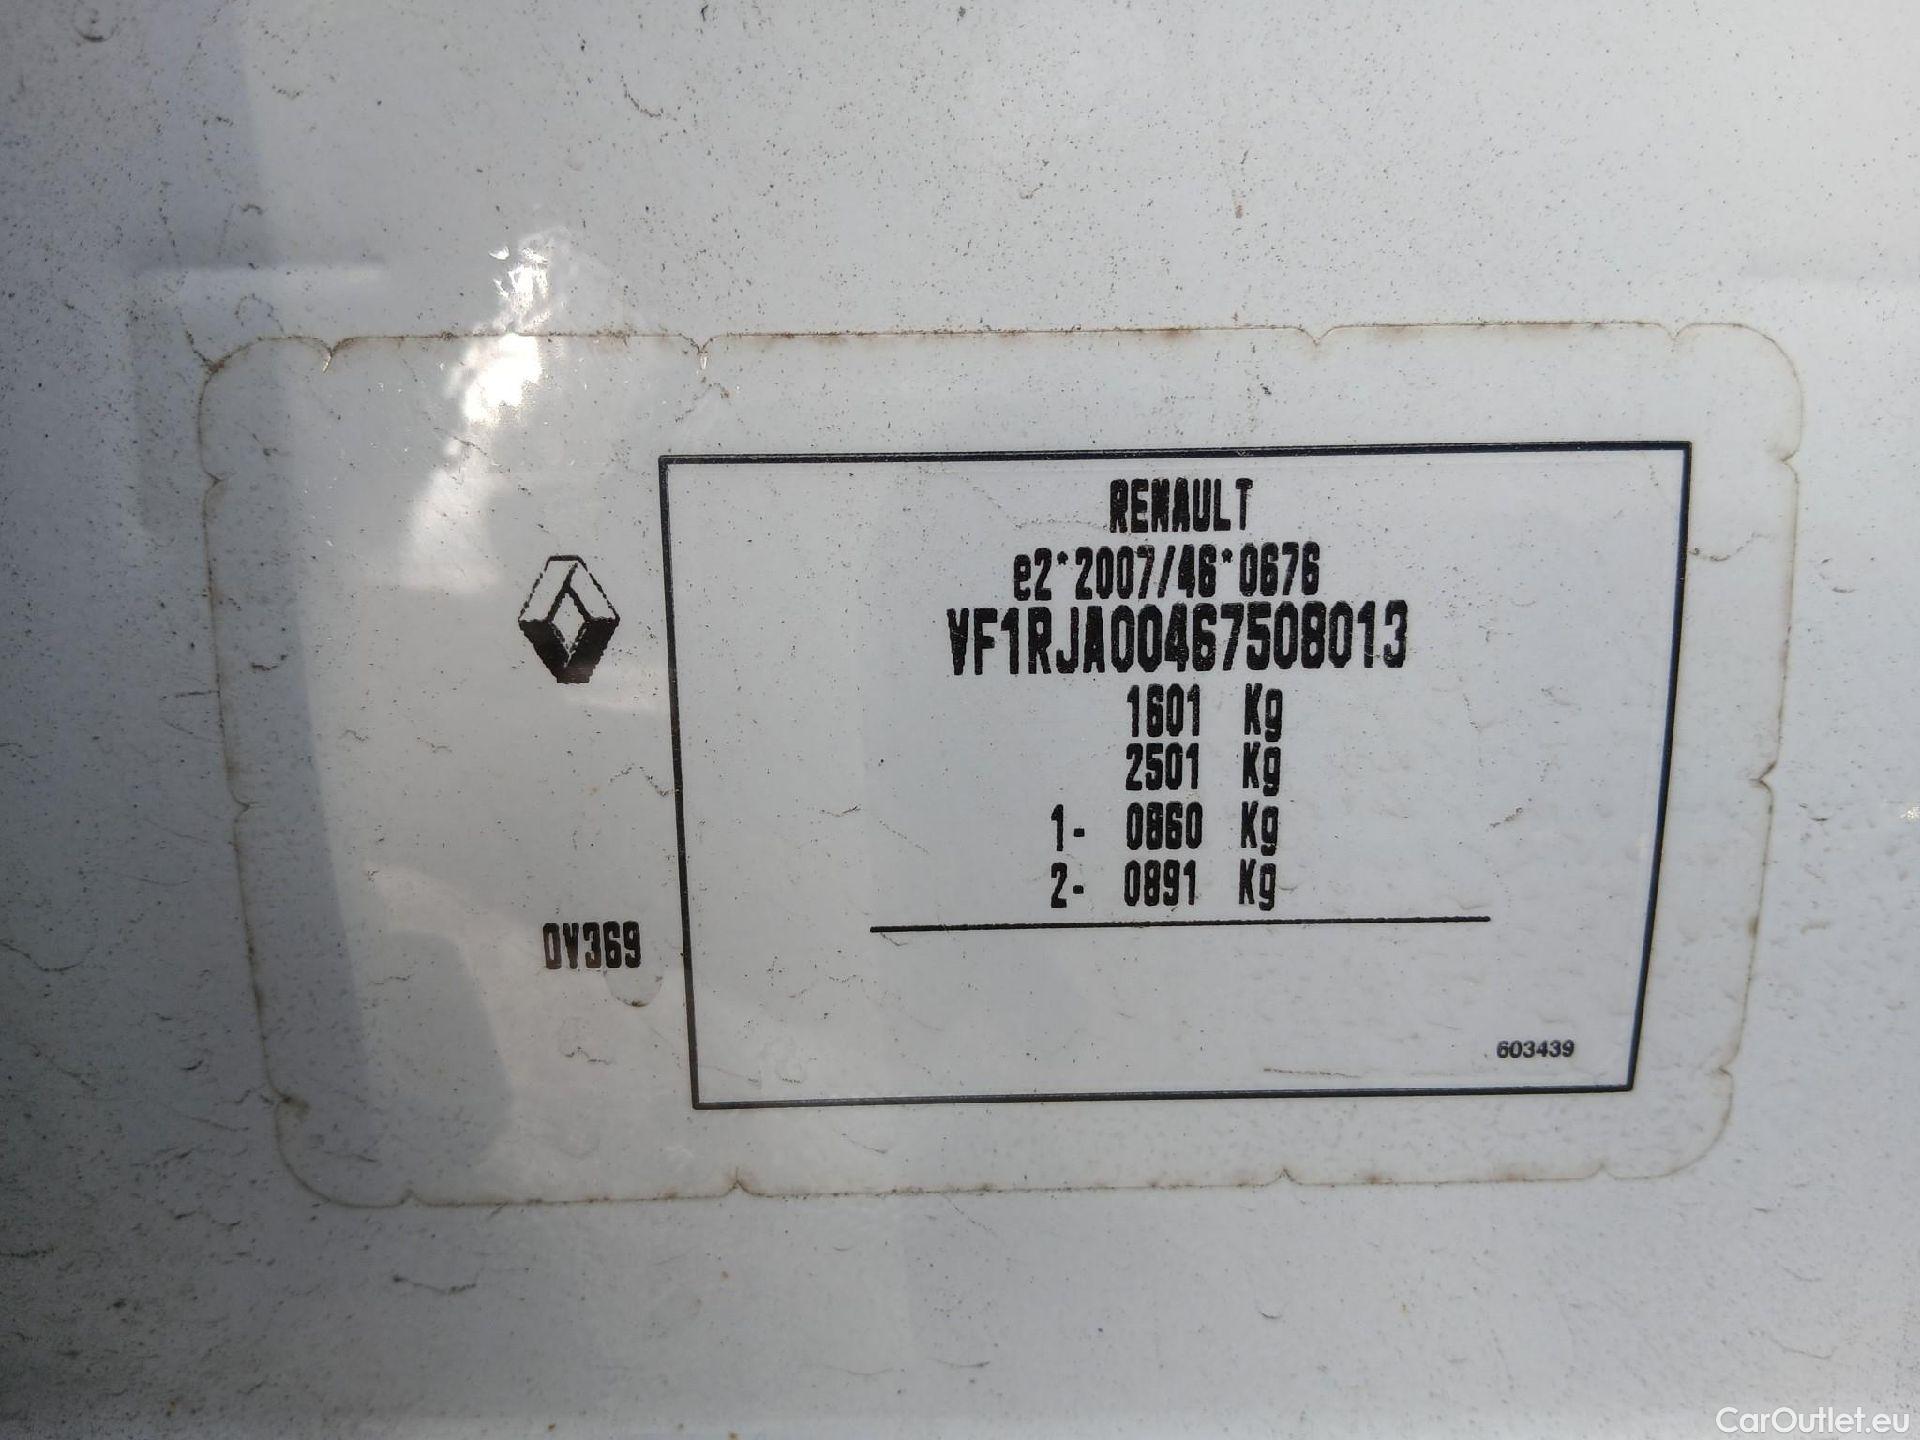 RENAULT
e2*2007/46*0676
VF1RJA00467508013
1601 Kg
2501 Kg
1- 0860 Kg
2- 0891 Kg
OV369
603439
CarOutlet.eu